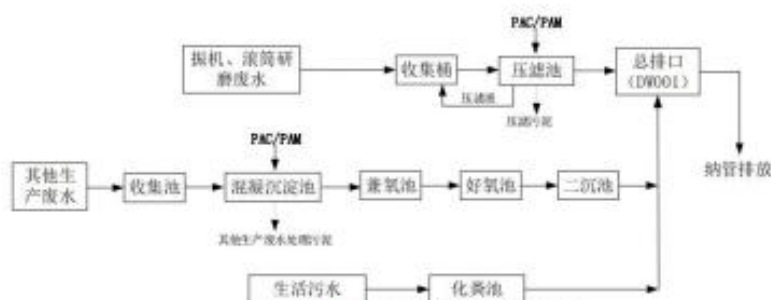 PAC/PAM
振机、滚筒研
磨废水
收集桶
压滤池
总排口
(DW001)
压滤液
压滤污泥
PAC/PAM
纳管排放
其他生
产废水
收集池
混凝沉淀池
兼氧池
好氧池
二沉池
其他生产废水处理污泥
生活污水
化粪池